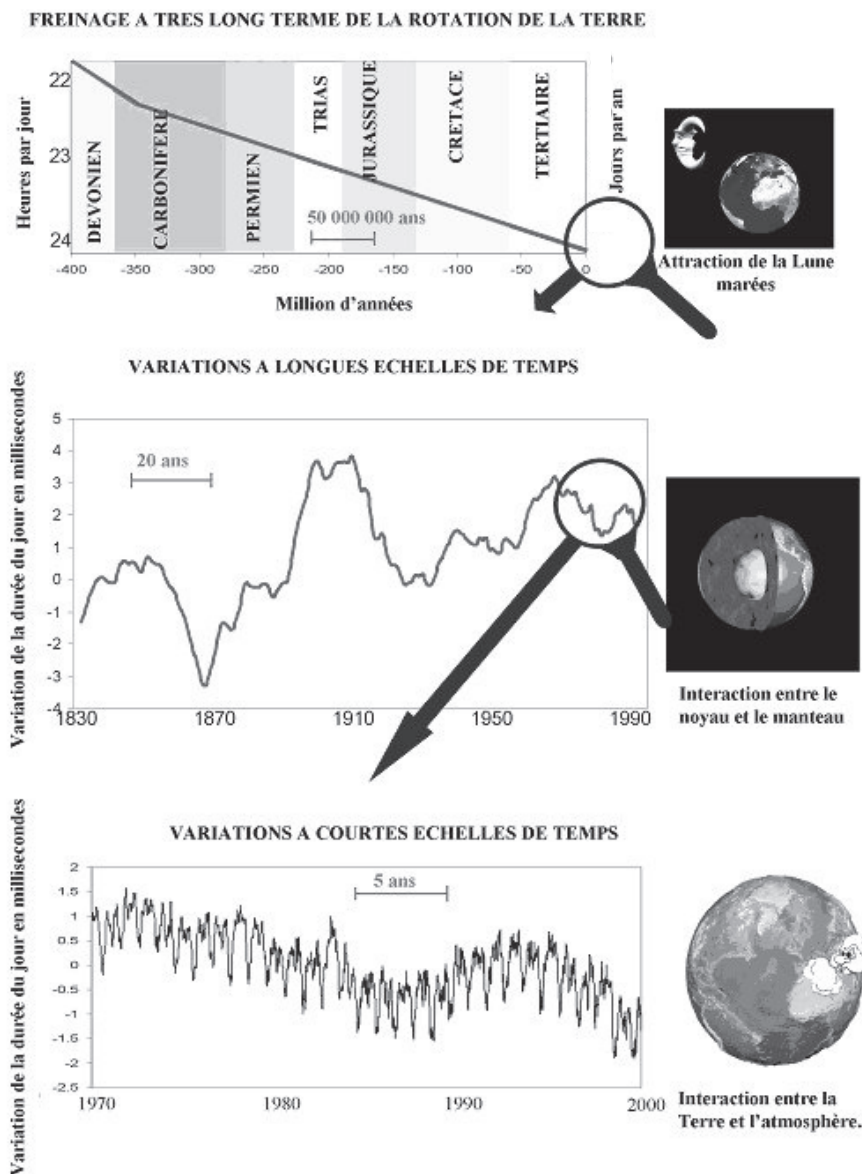 FREINAGE A TRES LONG TERME DE LA ROTATION DE LA TERRE
Heures par jour
22
23
24
DEVONIEN
CARBONIFERE
PERMIEN
TRIAS
JURASSIQUE
CRETACE
TERTIAIRE
Jours par an
50 000 000 ans
-400 -350 -300 -250 -200 -150 -100 -50 0
Million d'années
Attraction de la Lune
marées
VARIATIONS A LONGUES ECHELLES DE TEMPS
Variation de la durée du jour en millisecondes
5
4
3
2
1
0
-1
-2
-3
-4
20 ans
1830 1870 1910 1950 1990
Interaction entre le
noyau et le manteau
VARIATIONS A COURTES ECHELLES DE TEMPS
Variation de la durée du jour en millisecondes
2
1.5
1
0.5
0
-0.5
-1
-1.5
-2
-2.5
5 ans
1970 1980 1990 2000
Interaction entre la
Terre et l'atmosphère.